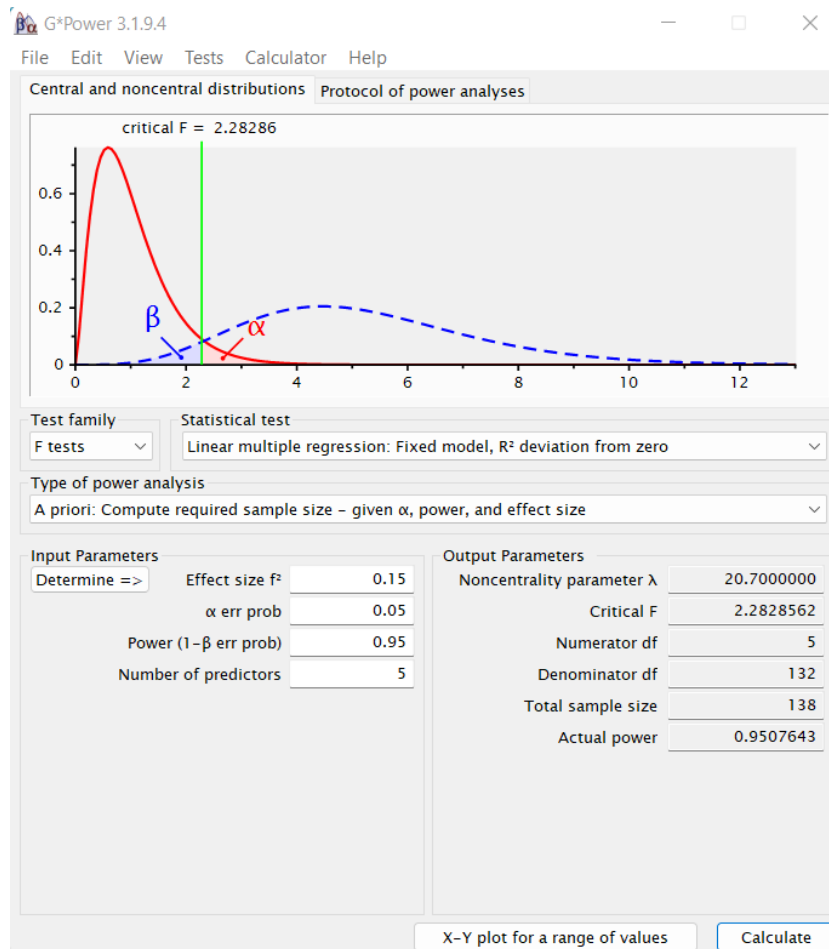 βα G*Power 3.1.9.4
File Edit View Tests Calculator Help
Central and noncentral distributions Protocol of power analyses
critical F = 2.28286
0.6
0.4
0.2
0
β
α
0 2 4 6 8 10 12
Test family Statistical test
F tests Linear multiple regression: Fixed model, R² deviation from zero
Type of power analysis
A priori: Compute required sample size - given α, power, and effect size
Input Parameters Output Parameters
Determine => Effect size f² 0.15 Noncentrality parameter λ 20.7000000
α err prob 0.05 Critical F 2.2828562
Power (1-β err prob) 0.95 Numerator df 5
Number of predictors 5 Denominator df 132
Total sample size 138
Actual power 0.9507643
X-Y plot for a range of values Calculate